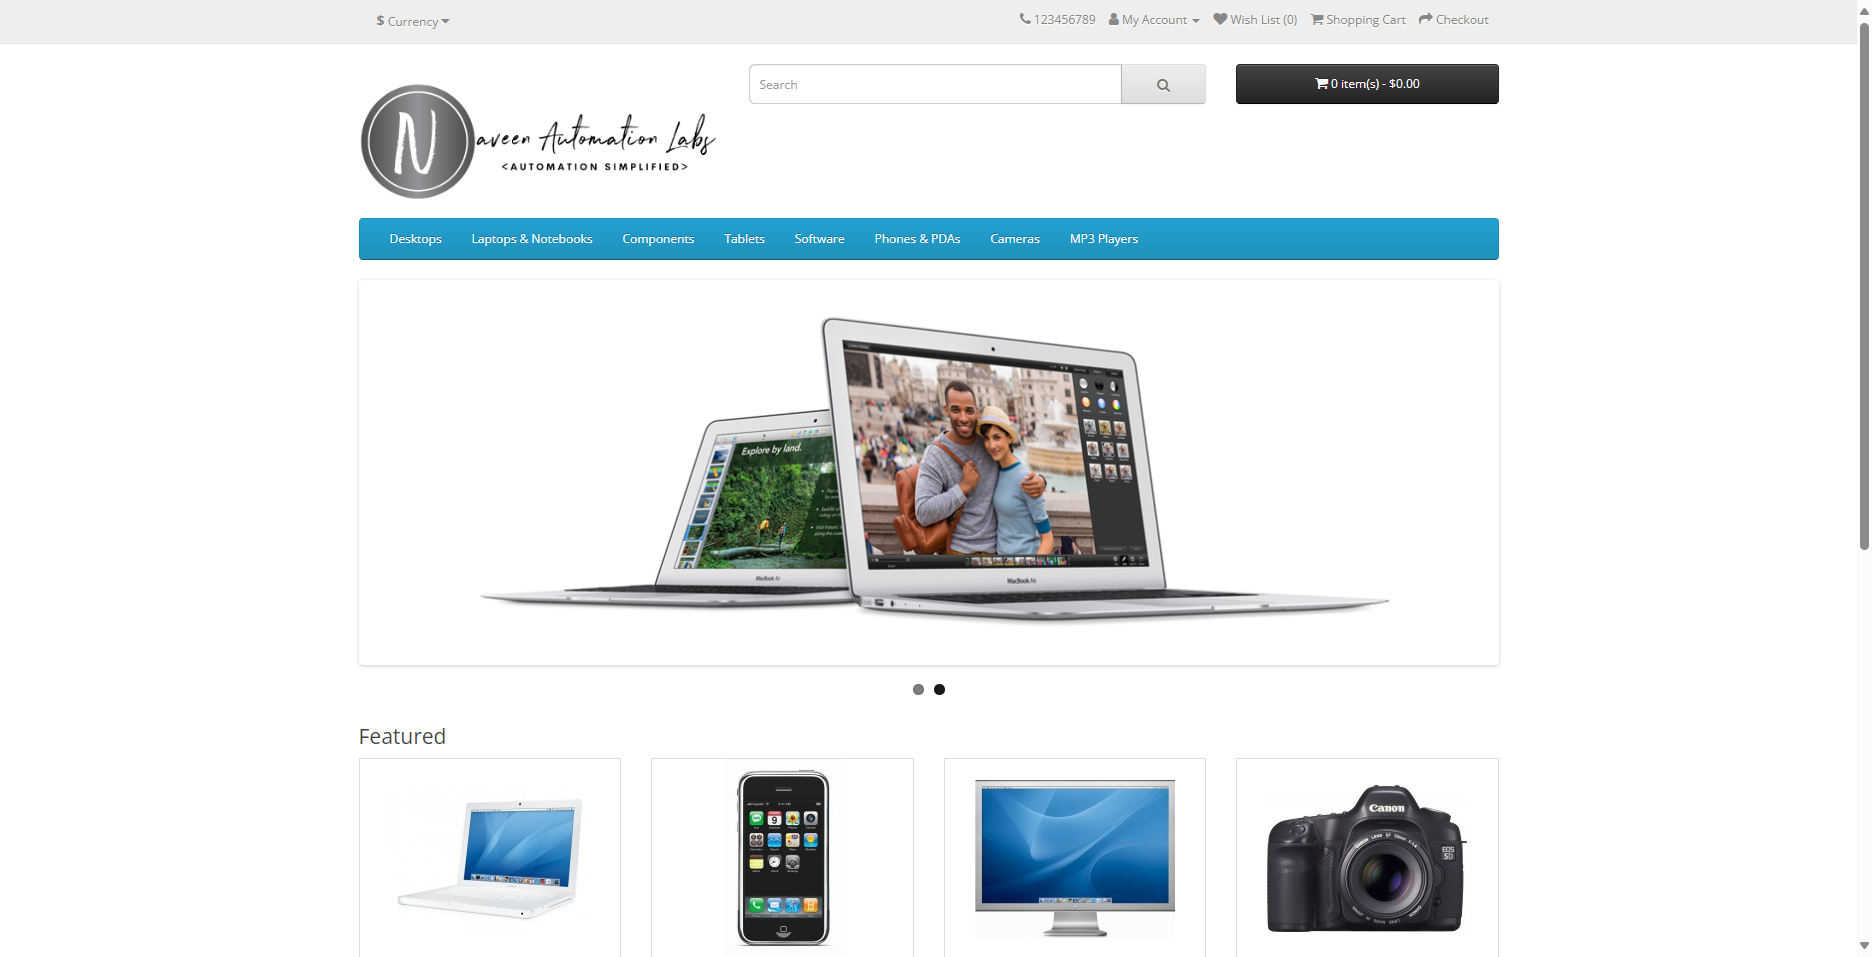 $ Currency
123456789 My Account Wish List (0) Shopping Cart Checkout
Search
0 item(s) - $0.00
N
aveen Automation Labs
<AUTOMATION SIMPLIFIED>
Desktops Laptops & Notebooks Components Tablets Software Phones & PDAs Cameras MP3 Players
Explore by land.
MacBook Air
MacBook Air
Featured
9
Canon
EOS
5D